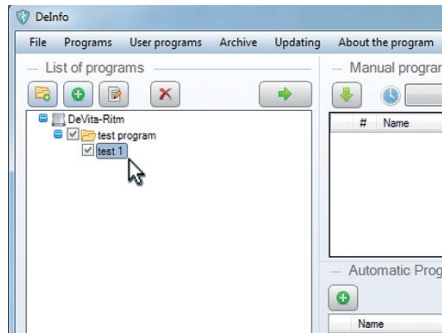 DeInfo
File Programs User programs Archive Updating About the program
List of programs
Manual program
DeVita-Ritm
test program
test 1
# Name
Automatic Prog
Name